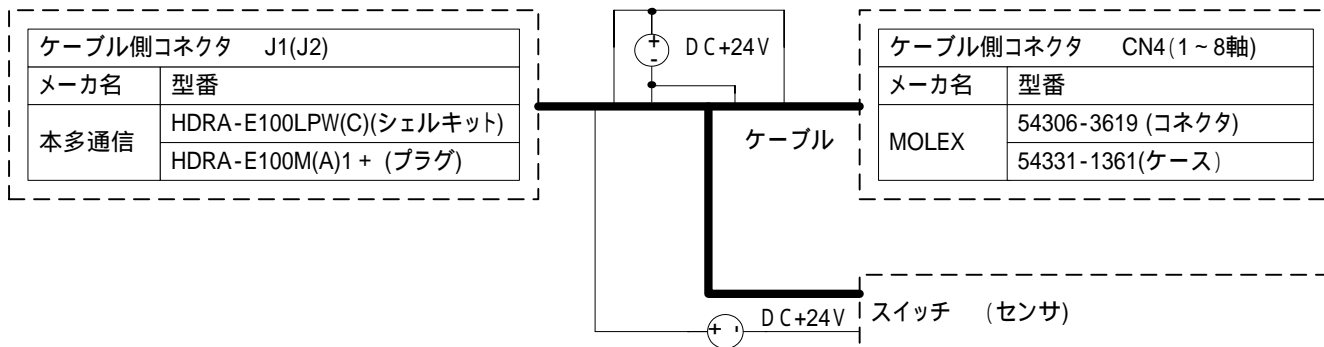 ケーブル側コネクタ J1(J2)
メーカ名 型番
本多通信 HDRA-E100LPW(C)(シェルキット)
HDRA-E100M(A)1 + (プラグ)
+
-
DC+24V
ケーブル
ケーブル側コネクタ CN4(1~8軸)
メーカ名 型番
MOLEX 54306-3619 (コネクタ)
54331-1361(ケース)
+ -
DC+24V
スイッチ (センサ)